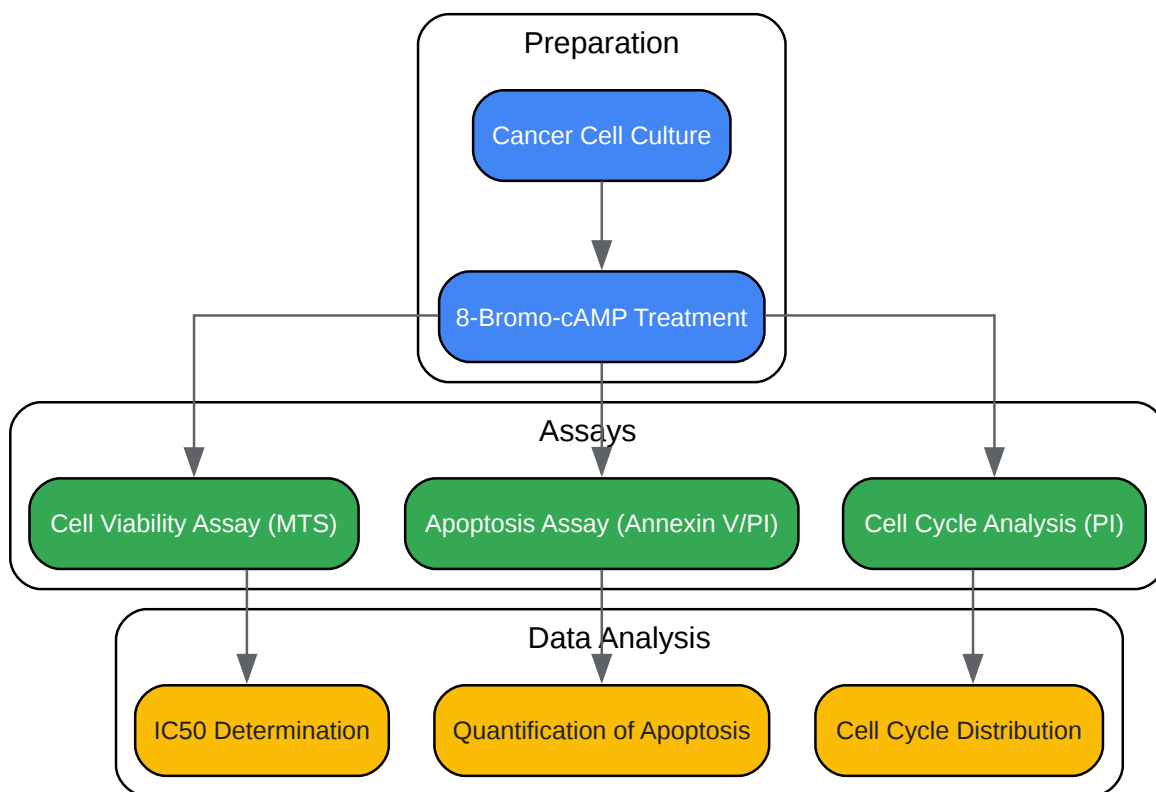 Preparation
Cancer Cell Culture
8-Bromo-cAMP Treatment
Assays
Cell Viability Assay (MTS)
Apoptosis Assay (Annexin V/PI)
Cell Cycle Analysis (PI)
Data Analysis
IC50 Determination
Quantification of Apoptosis
Cell Cycle Distribution